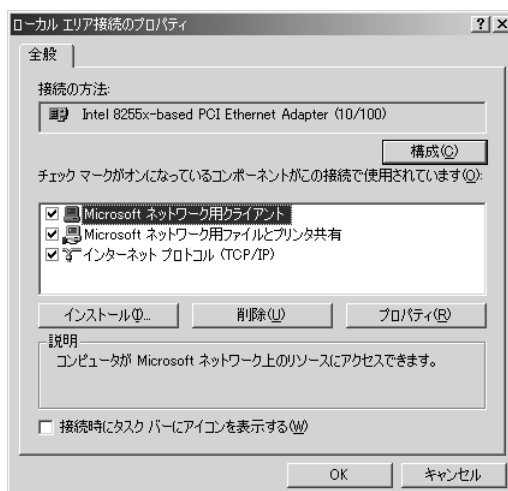 ローカル エリア接続のプロパティ
全般
接続の方法:
Intel 8255x-based PCI Ethernet Adapter (10/100)
構成(C)
チェック マークがオンになっているコンポーネントがこの接続で使用されています(O):
Microsoft ネットワーク用クライアント
Microsoft ネットワーク用ファイルとプリンタ共有
インターネット プロトコル (TCP/IP)
インストール(I)... 削除(U) プロパティ(R)
説明
コンピュータが Microsoft ネットワーク上のリソースにアクセスできます。
接続時にタスク バーにアイコンを表示する(W)
OK キャンセル